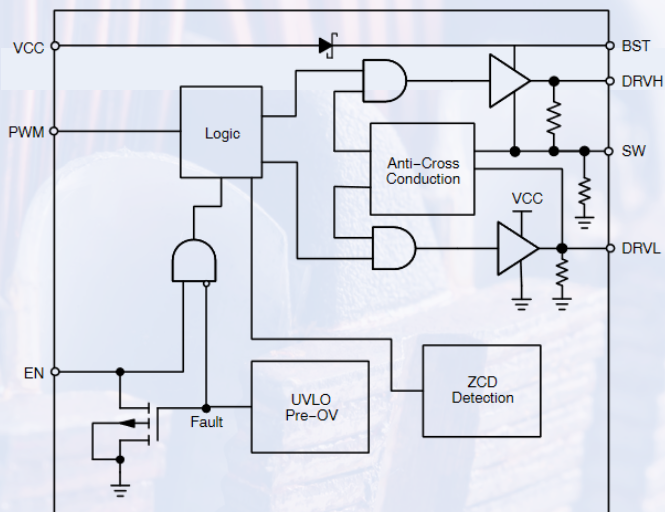 VCC
BST
DRVH
Logic
PWM
Anti-Cross
Conduction
SW
VCC
DRVL
EN
ZCD
Detection
UVLO
Pre-OV
Fault